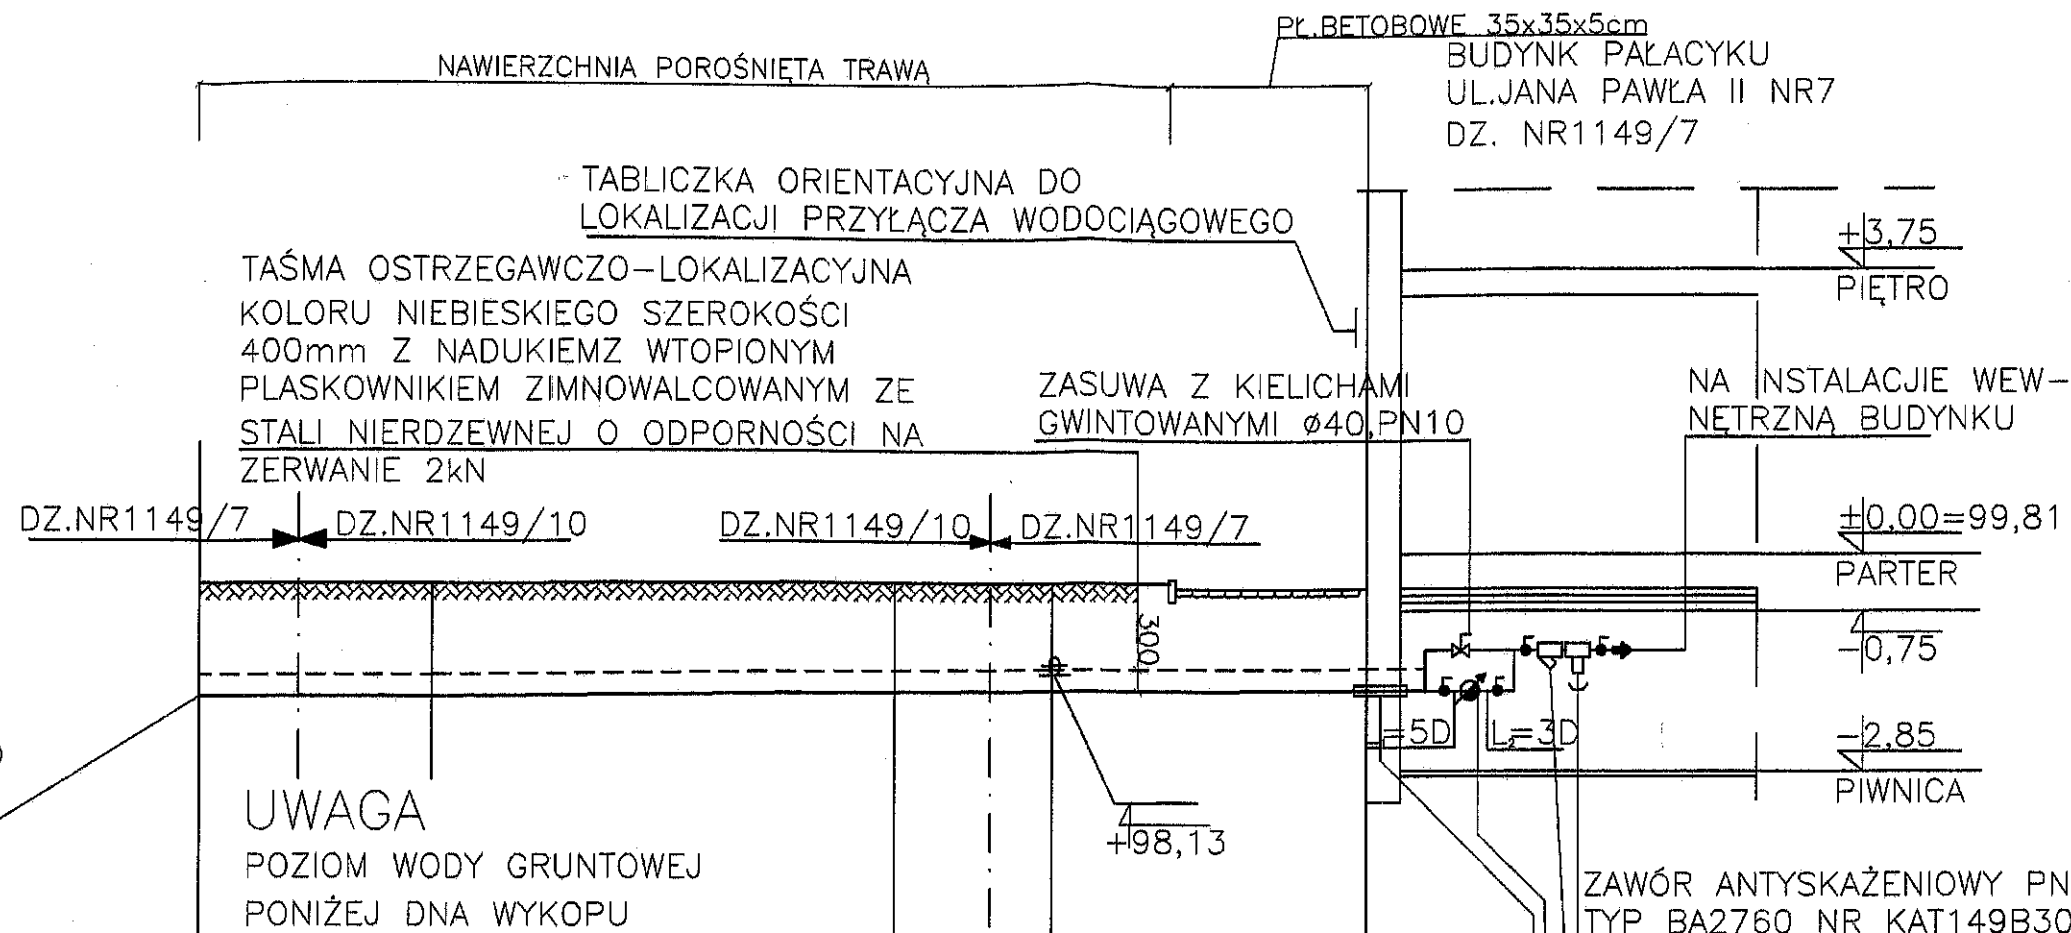 PŁ.BETOBOWE 35x35x5cm
NAWIERZCHNIA POROŚNIĘTA TRAWĄ
BUDYNK PAŁACYKU
UL.JANA PAWŁA II NR7
DZ. NR1149/7
TABLICZKA ORIENTACYJNA DO
LOKALIZACJI PRZYŁĄCZA WODOCIĄGOWEGO
+3,75
PIĘTRO
TAŚMA OSTRZEGAWCZO-LOKALIZACYJNA
KOLORU NIEBIESKIEGO SZEROKOŚCI
400mm Z NADUKIEMZ WTOPIONYM
PLASKOWNIKIEM ZIMNOWALCOWANYM ZE
STALI NIERDZEWNEJ O ODPORNOŚCI NA
ZERWANIE 2kN
ZASUWA Z KIELICHAMI
GWINTOWANYMI ø40,PN10
NA INSTALACJIE WEW-
NĘTRZNĄ BUDYNKU
DZ.NR1149/7
DZ.NR1149/10
DZ.NR1149/10
DZ.NR1149/7
±0,00=99,81
PARTER
300
-0,75
=5D
L₂=3D
-2,85
PIWNICA
+98,13
UWAGA
POZIOM WODY GRUNTOWEJ
PONIŻEJ DNA WYKOPU
ZAWÓR ANTYSKAŻENIOWY PN
TYP BA2760 NR KAT149B30